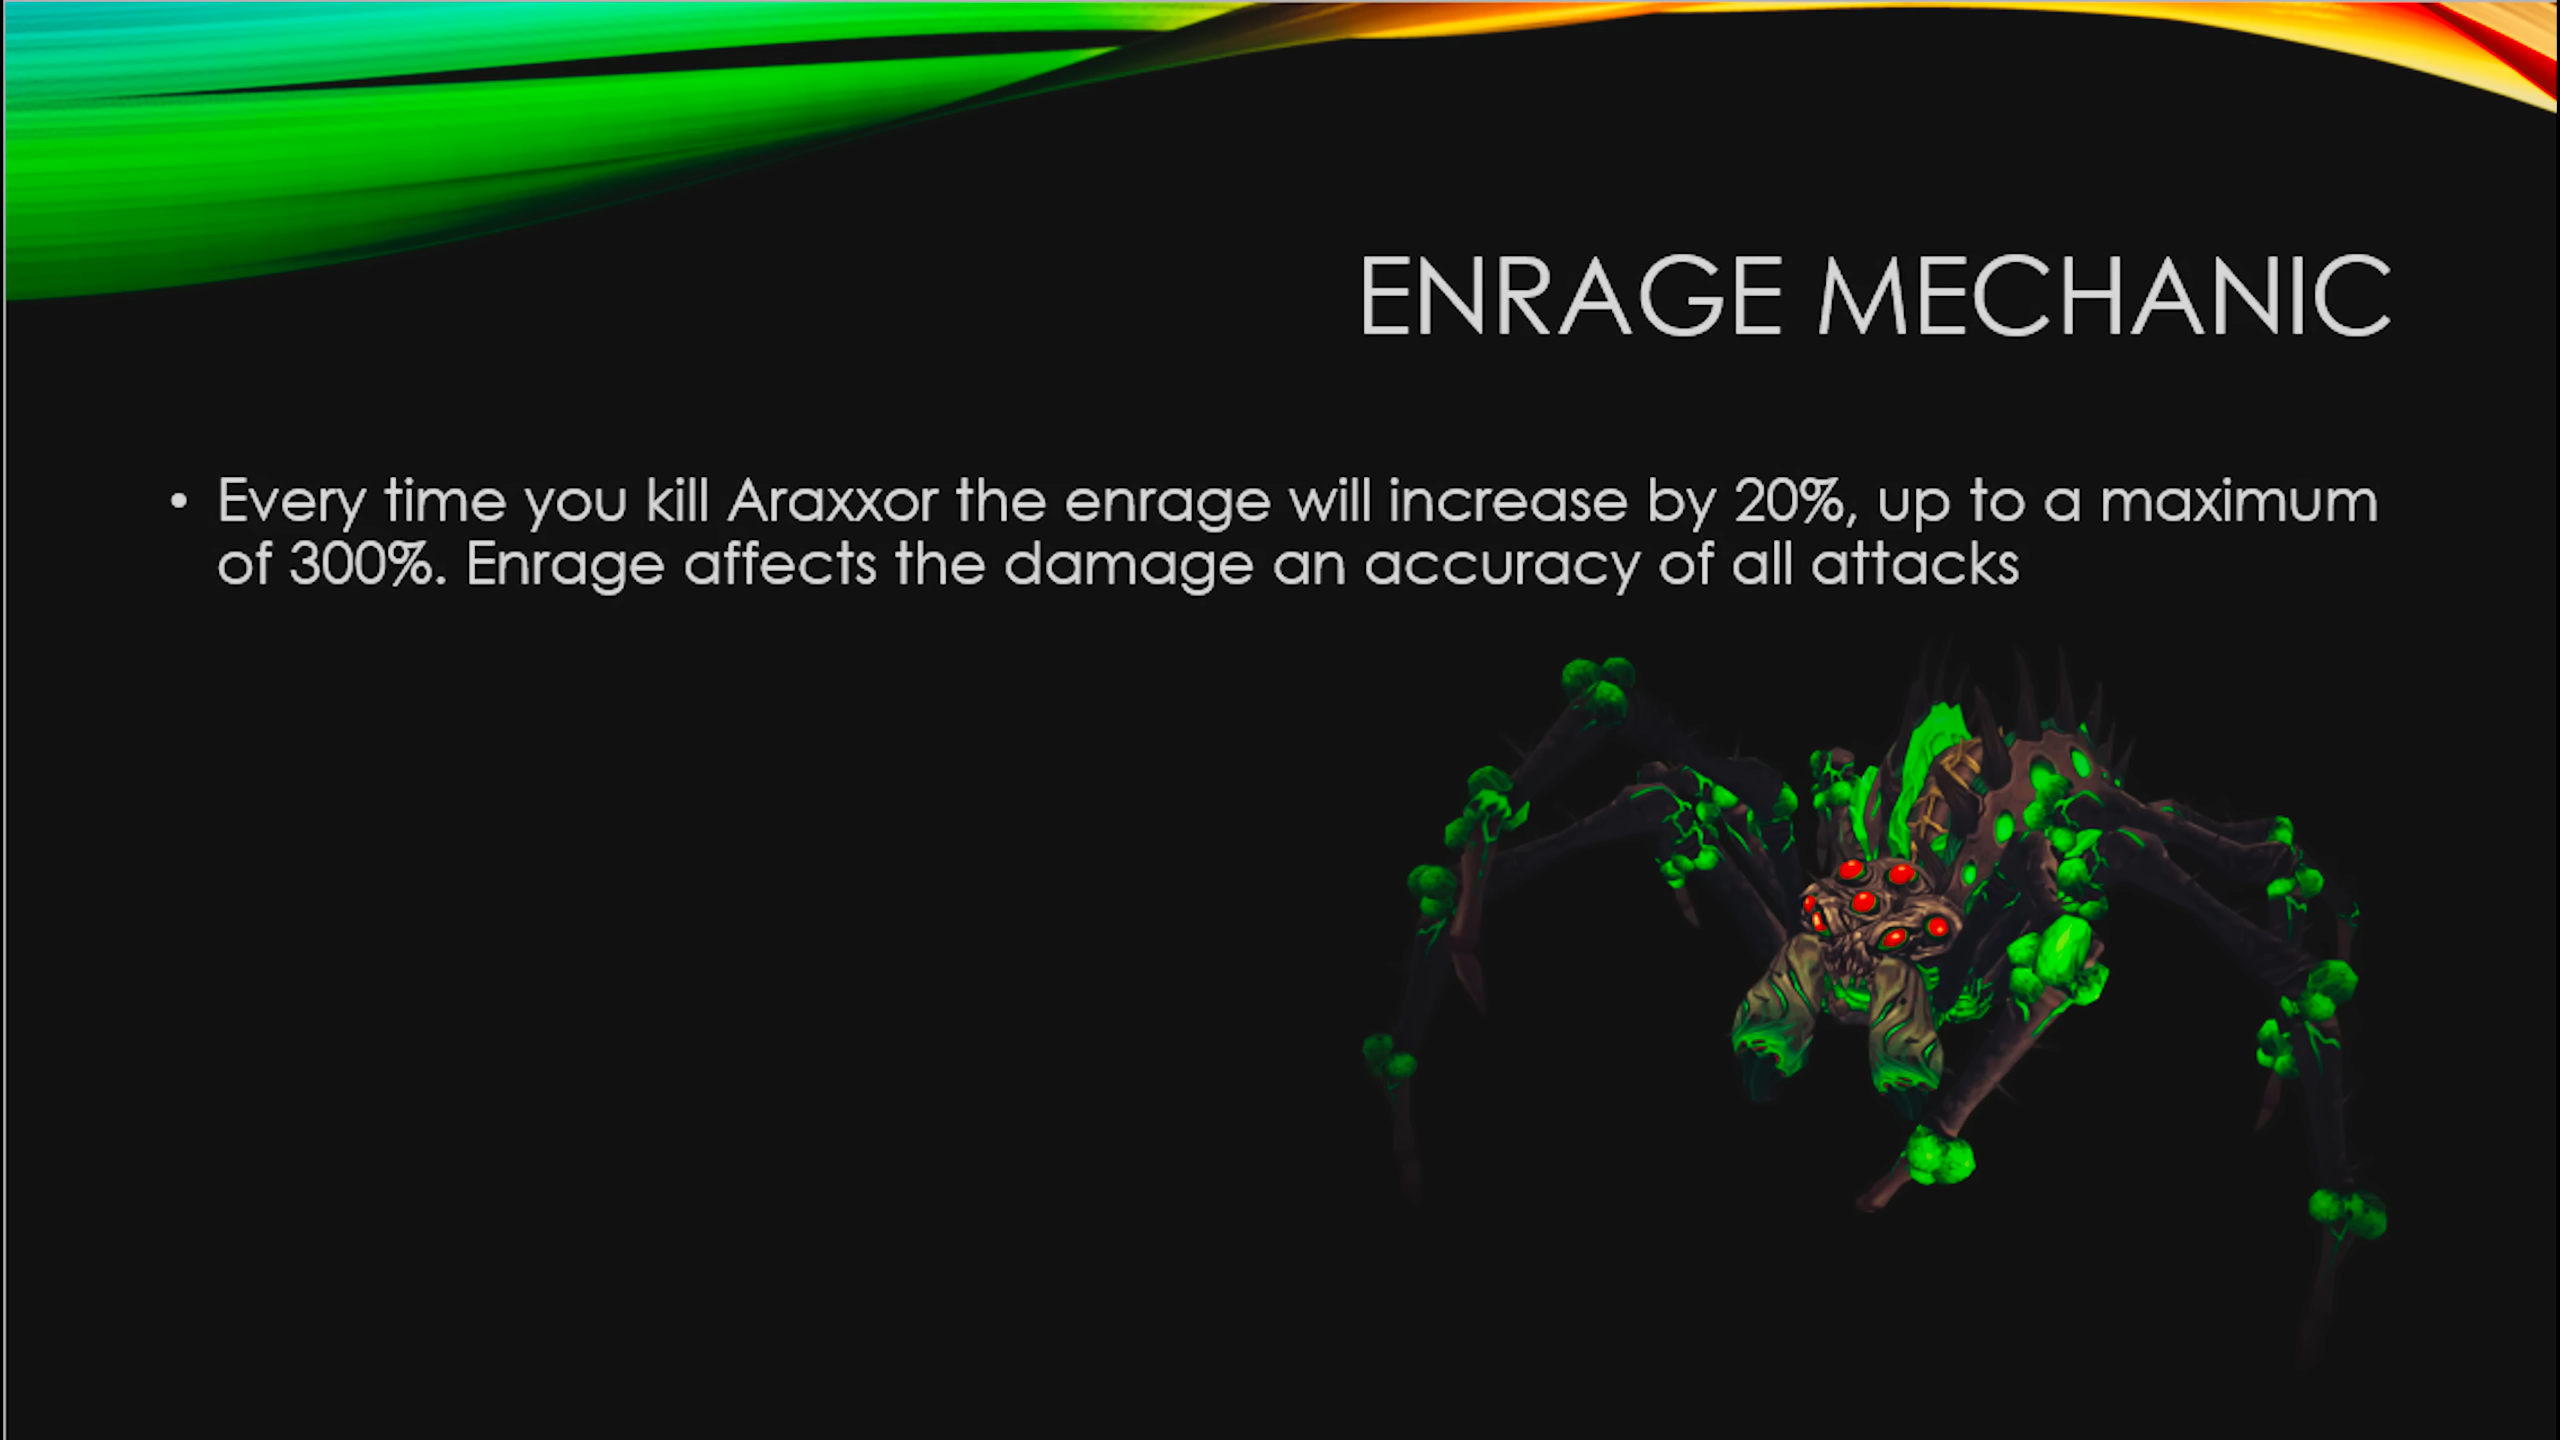 ENRAGE MECHANIC
• Every time you kill Araxxor the enrage will increase by 20%, up to a maximum
of 300%. Enrage affects the damage an accuracy of all attacks